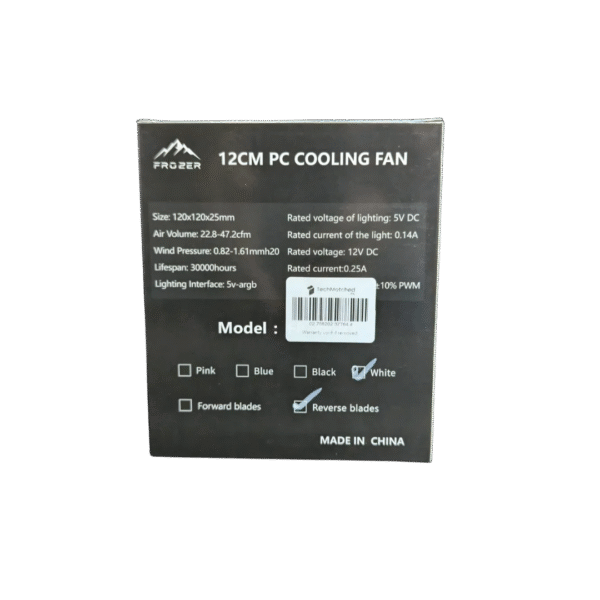 FROZER
12CM PC COOLING FAN
Size: 120x120x25mm
Air Volume: 22.8-47.2cfm
Wind Pressure: 0.82-1.61mmh20
Lifespan: 30000hours
Lighting Interface: 5v-argb
Rated voltage of lighting: 5V DC
Rated current of the light: 0.14A
Rated voltage: 12V DC
Rated current:0.25A
±10% PWM
Model :
Pink
Blue
Black
White
Forward blades
Reverse blades
MADE IN CHINA